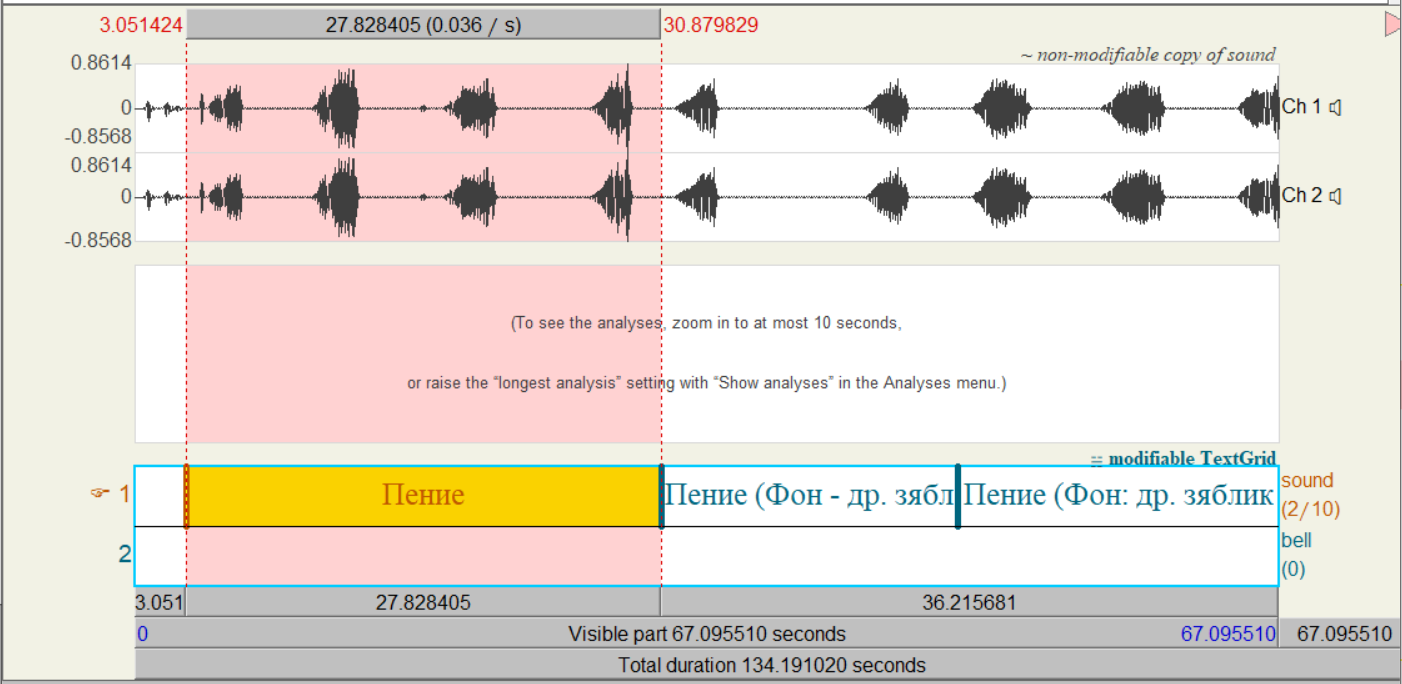 3.051424 27.828405 (0.036 / s) 30.879829
~ non-modifiable copy of sound
0.8614
0
-0.8568
Ch 1
0.8614
0
-0.8568
Ch 2
(To see the analyses, zoom in to at most 10 seconds,
or raise the “longest analysis” setting with “Show analyses” in the Analyses menu.)
modifiable TextGrid
1 Пение Пение (Фон - др. зябл Пение (Фон: др. зяблик sound
(2/10)
2 bell
(0)
3.051 27.828405 36.215681
0 Visible part 67.095510 seconds 67.095510 67.095510
Total duration 134.191020 seconds